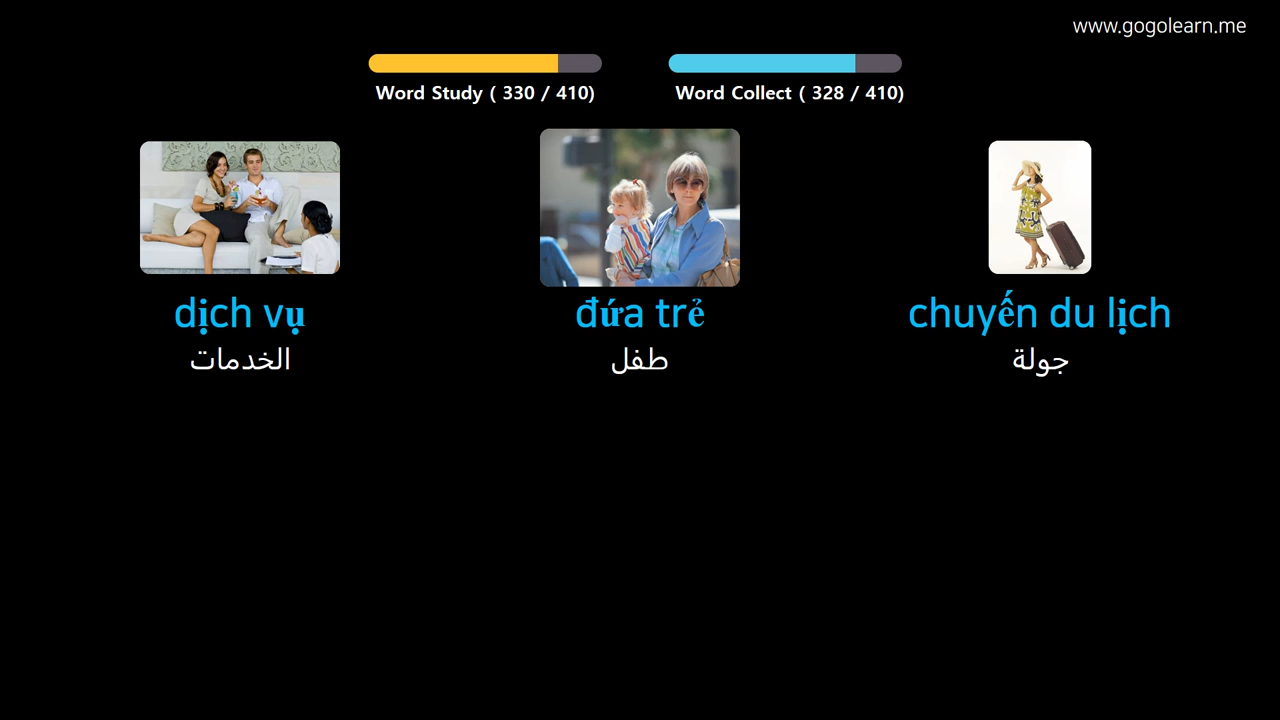 www.gogolearn.me
Word Study ( 330 / 410)
Word Collect ( 328 / 410)
dịch vụ
đứa trẻ
chuyến du lịch
الخدمات
طفل
جولة